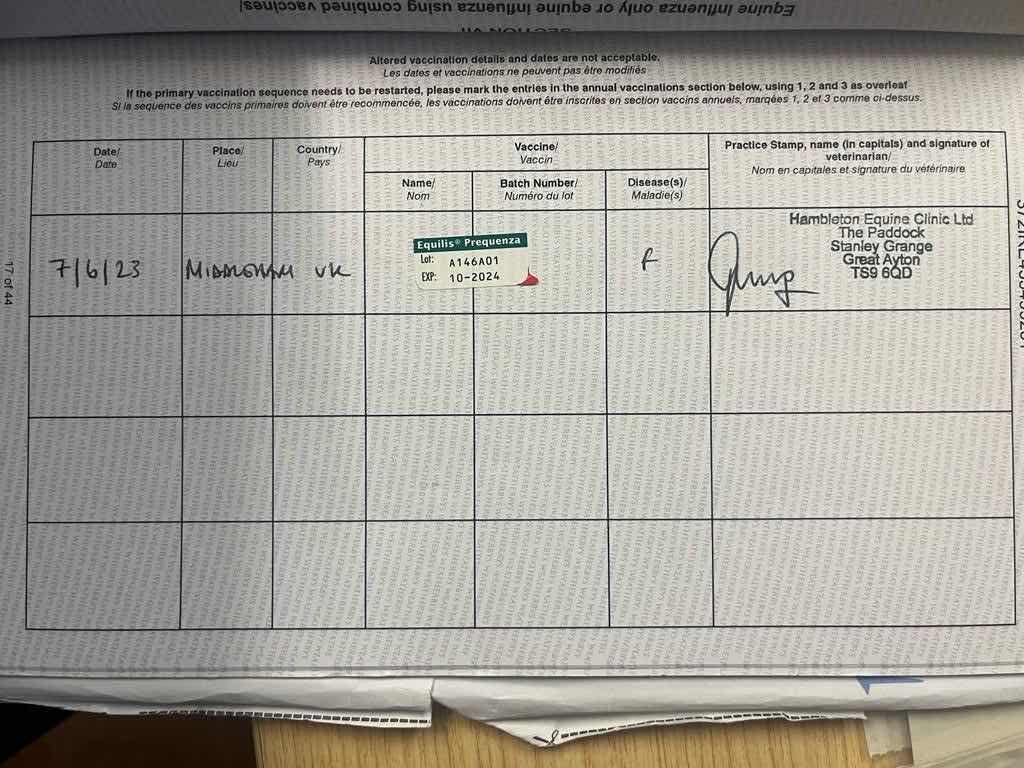 Equine influenza only or equine influenza using combined vaccines/
SECTION VII
Altered vaccination details and dates are not acceptable.
Les dates et vaccinations ne peuvent pas être modifiés
If the primary vaccination sequence needs to be restarted, please mark the entries in the annual vaccinations section below, using 1, 2 and 3 as overleaf
Si la sequence des vaccins primaires doivent être recommencée, les vaccinations doivent être inscrites en section vaccins annuels, marqées 1, 2 et 3 comme ci-dessus.
Date/
Date
Place/
Lieu
Country/
Pays
Vaccine/
Vaccin
Name/
Nom
Batch Number/
Numéro du lot
Disease(s)/
Maladie(s)
Practice Stamp, name (in capitals) and signature of
veterinarian/
Nom en capitales et signature du vétérinaire
7/6/23
MIDDLEHAM
UK
Equilis® Prequenza
Lot: A146A01
EXP: 10-2024
F
Hambleton Equine Clinic Ltd
The Paddock
Stanley Grange
Great Ayton
TS9 6QD
17 of 44